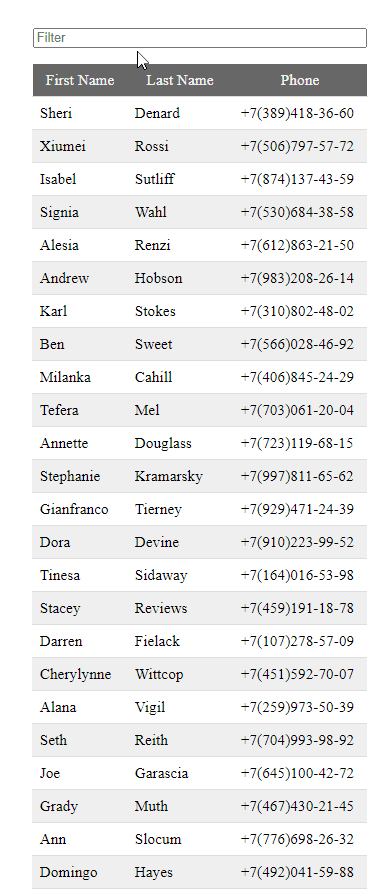 Filter
First Name Last Name Phone
Sheri Denard +7(389)418-36-60
Xiumei Rossi +7(506)797-57-72
Isabel Sutliff +7(874)137-43-59
Signia Wahl +7(530)684-38-58
Alesia Renzi +7(612)863-21-50
Andrew Hobson +7(983)208-26-14
Karl Stokes +7(310)802-48-02
Ben Sweet +7(566)028-46-92
Milanka Cahill +7(406)845-24-29
Tefera Mel +7(703)061-20-04
Annette Douglass +7(723)119-68-15
Stephanie Kramarsky +7(997)811-65-62
Gianfranco Tierney +7(929)471-24-39
Dora Devine +7(910)223-99-52
Tinesa Sidaway +7(164)016-53-98
Stacey Reviews +7(459)191-18-78
Darren Fielack +7(107)278-57-09
Cherylynne Wittcop +7(451)592-70-07
Alana Vigil +7(259)973-50-39
Seth Reith +7(704)993-98-92
Joe Garascia +7(645)100-42-72
Grady Muth +7(467)430-21-45
Ann Slocum +7(776)698-26-32
Domingo Hayes +7(492)041-59-88